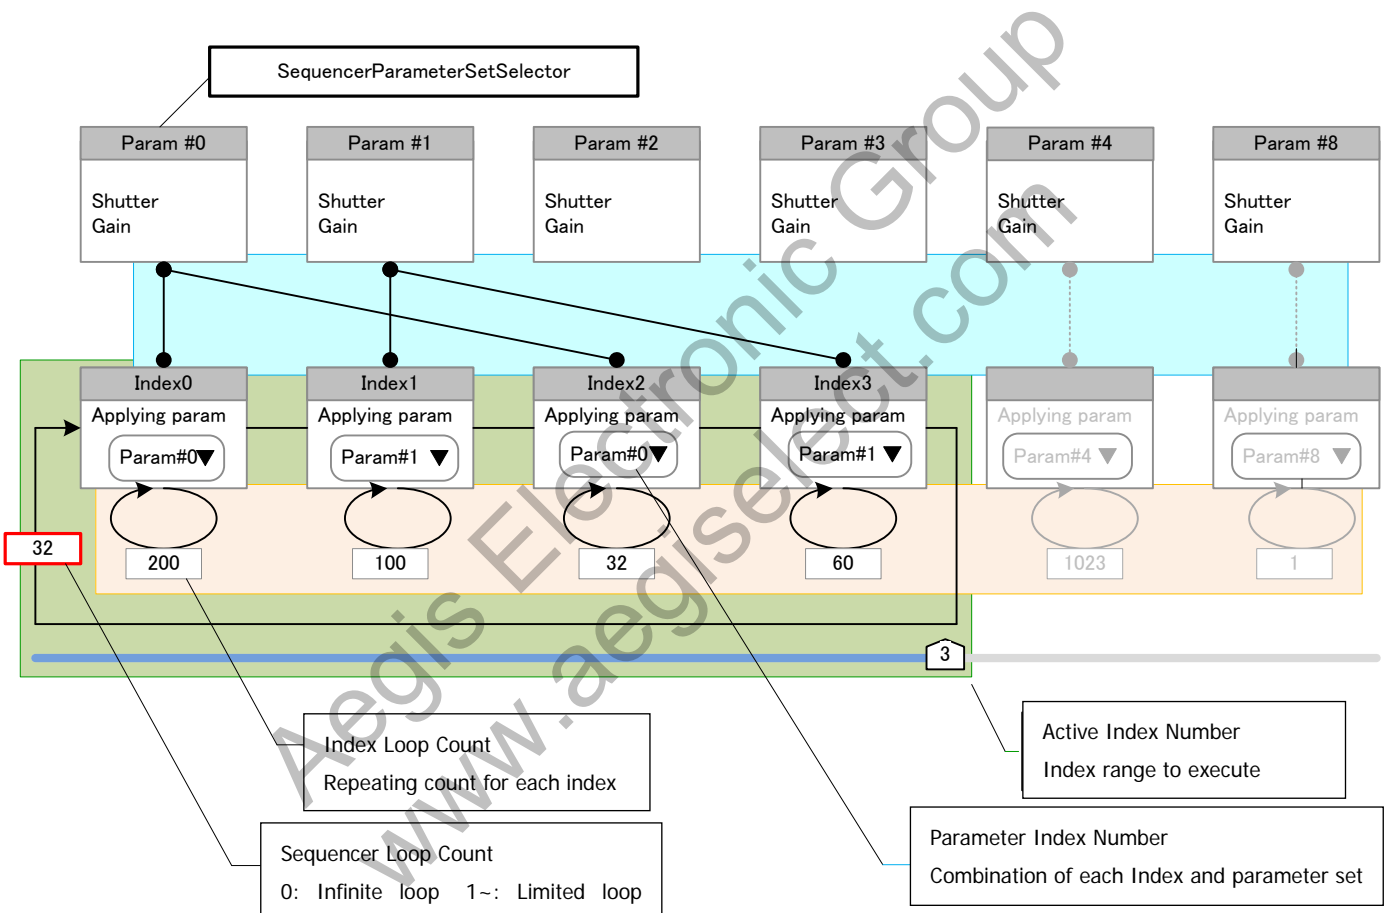 SequencerParameterSetSelector
Param #0
Param #1
Param #2
Param #3
Param #4
Param #8
Shutter
Gain
Shutter
Gain
Shutter
Gain
Shutter
Gain
Shutter
Gain
Shutter
Gain
Index0
Index1
Index2
Index3
Applying param
Applying param
Applying param
Applying param
Applying param
Applying param
Param#0▼
Param#1 ▼
Param#0▼
Param#1 ▼
Param#4 ▼
Param#8 ▼
32
200
100
32
60
1023
1
3
Index Loop Count
Repeating count for each index
Active Index Number
Index range to execute
Sequencer Loop Count
0: Infinite loop 1~: Limited loop
Parameter Index Number
Combination of each Index and parameter set
Aegis Electronic Group
www.aegiselect.com